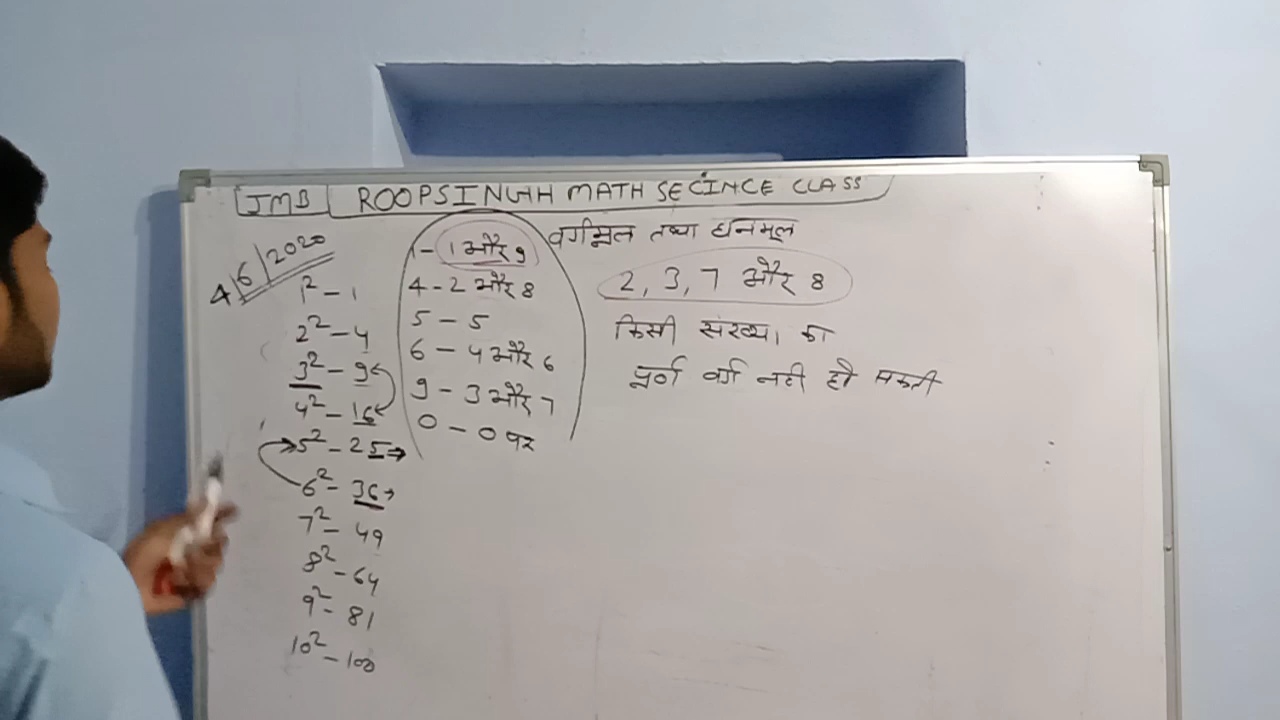 JMB ROOPSINGH MATH SECINCE CLASS
4/6/2020
वर्गमूल तथा घनमूल
1² - 1
2² - 4
3² - 9
4² - 16
5² - 25
6² - 36
7² - 49
8² - 64
9² - 81
10² - 100
1 - 1 और 9
4 - 2 और 8
5 - 5
6 - 4 और 6
9 - 3 और 7
0 - 0 पर
2, 3, 7 और 8
किसी संख्या का
पूर्ण वर्ग नही हो सकती